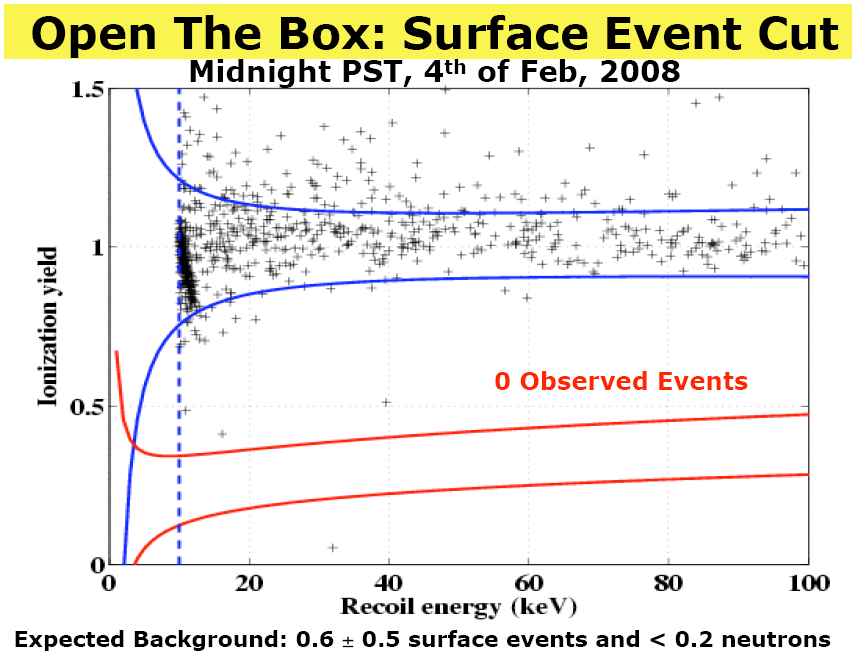 Open The Box: Surface Event Cut
Midnight PST, 4th of Feb, 2008
1.5
1
0.5
0
Ionization yield
0 Observed Events
0 20 40 60 80 100
Recoil energy (keV)
Expected Background: 0.6 ± 0.5 surface events and < 0.2 neutrons